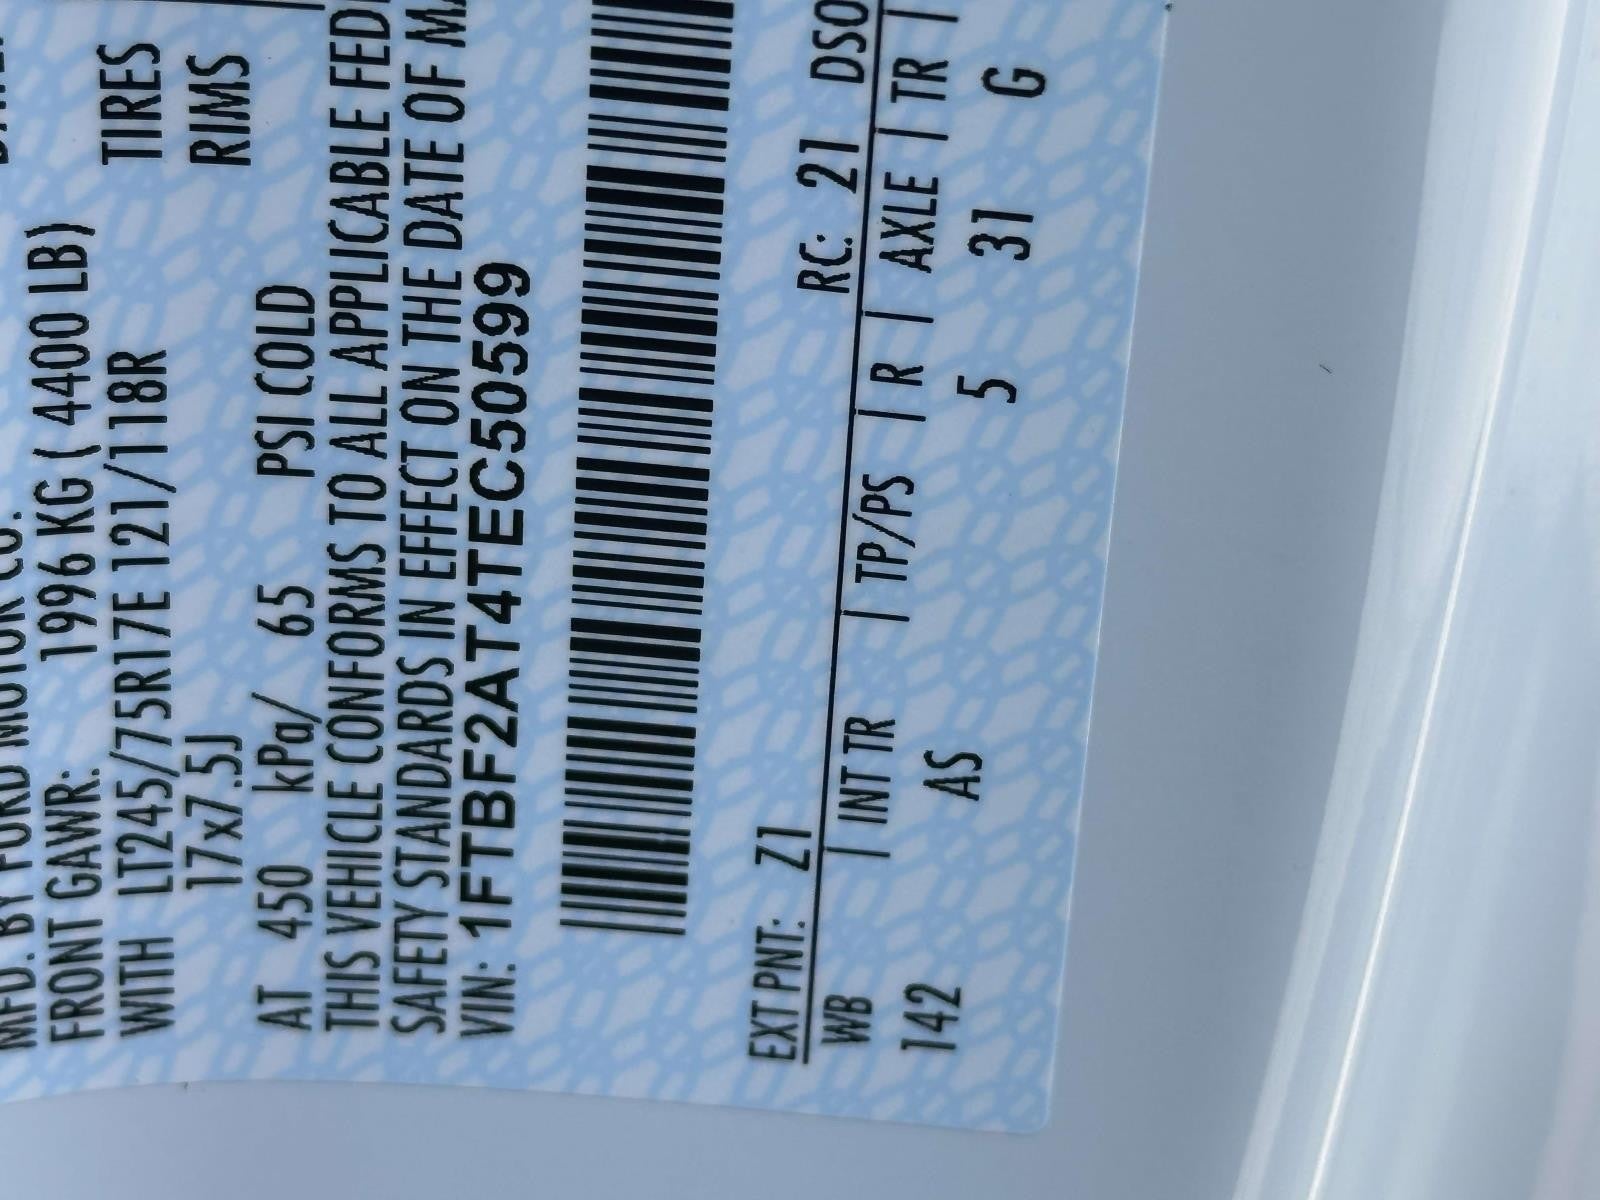 MFD. BY FORD MOTOR CO.
FRONT GAWR: 1996 KG ( 4400 LB)
WITH LT245/75R17E 121/118R TIRES
17x7.5J RIMS
AT 450 kPa/ 65 PSI COLD
THIS VEHICLE CONFORMS TO ALL APPLICABLE FED
SAFETY STANDARDS IN EFFECT ON THE DATE OF MA
VIN: 1FTBF2AT4TEC50599
EXT PNT: Z1 RC: 21 DSO
WB | INT TR | TP/PS | R | AXLE | TR |
142 AS 5 31 G